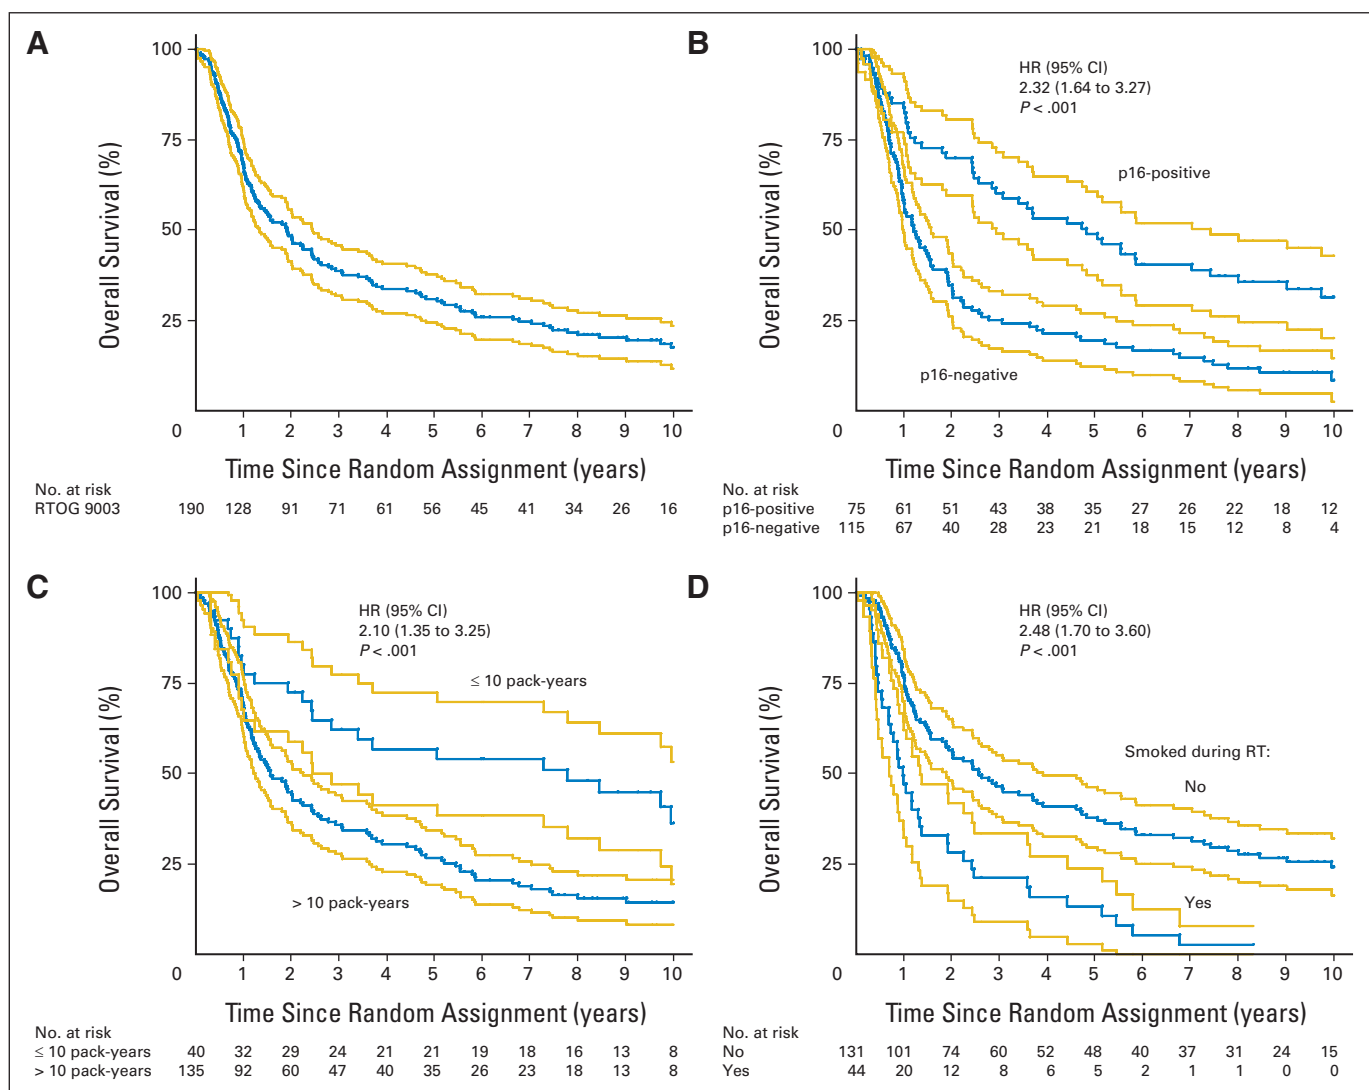 A
100
75
50
25
0 1 2 3 4 5 6 7 8 9 10
Overall Survival (%)
Time Since Random Assignment (years)
No. at risk
RTOG 9003 190 128 91 71 61 56 45 41 34 26 16
B
HR (95% CI)
2.32 (1.64 to 3.27)
P < .001
p16-positive
p16-negative
100
75
50
25
0 1 2 3 4 5 6 7 8 9 10
Overall Survival (%)
Time Since Random Assignment (years)
No. at risk
p16-positive 75 61 51 43 38 35 27 26 22 18 12
p16-negative 115 67 40 28 23 21 18 15 12 8 4
C
HR (95% CI)
2.10 (1.35 to 3.25)
P < .001
≤ 10 pack-years
> 10 pack-years
100
75
50
25
0 1 2 3 4 5 6 7 8 9 10
Overall Survival (%)
Time Since Random Assignment (years)
No. at risk
≤ 10 pack-years 40 32 29 24 21 21 19 18 16 13 8
> 10 pack-years 135 92 60 47 40 35 26 23 18 13 8
D
HR (95% CI)
2.48 (1.70 to 3.60)
P < .001
Smoked during RT:
No
Yes
100
75
50
25
0 1 2 3 4 5 6 7 8 9 10
Overall Survival (%)
Time Since Random Assignment (years)
No. at risk
No 131 101 74 60 52 48 40 37 31 24 15
Yes 44 20 12 8 6 5 2 1 1 0 0